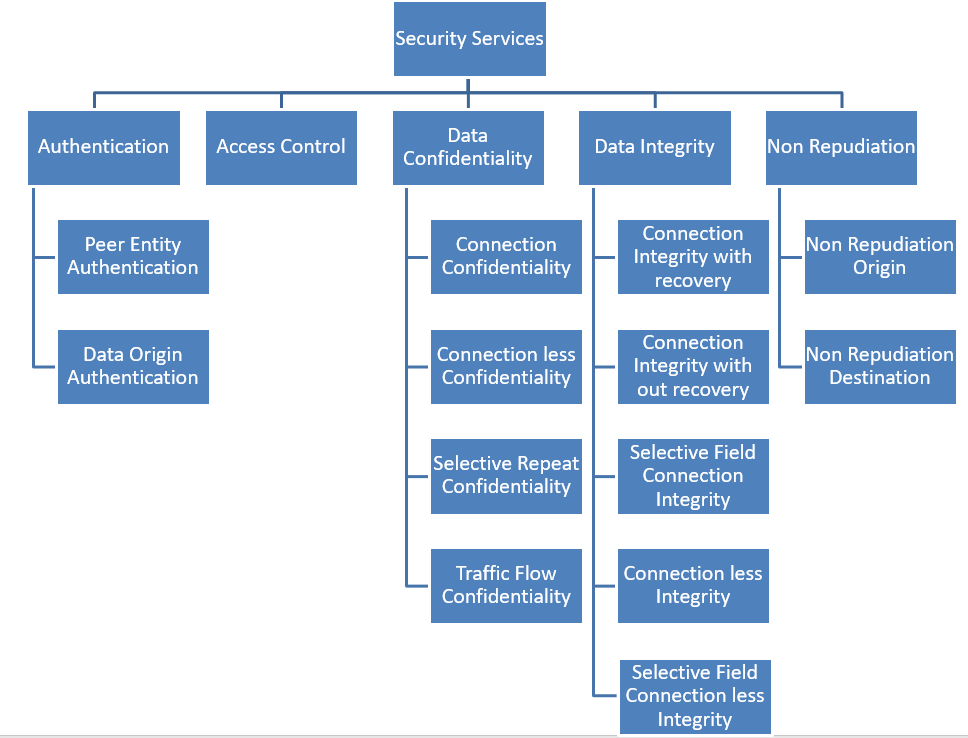 Security Services
Authentication
Access Control
Data
Confidentiality
Data Integrity
Non Repudiation
Peer Entity
Authentication
Data Origin
Authentication
Connection
Confidentiality
Connection less
Confidentiality
Selective Repeat
Confidentiality
Traffic Flow
Confidentiality
Connection
Integrity with
recovery
Connection
Integrity with
out recovery
Selective Field
Connection
Integrity
Connection less
Integrity
Selective Field
Connection less
Integrity
Non Repudiation
Origin
Non Repudiation
Destination